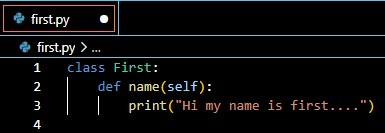 first.py
first.py > ...
1 class First:
2 def name(self):
3 print("Hi my name is first....")
4